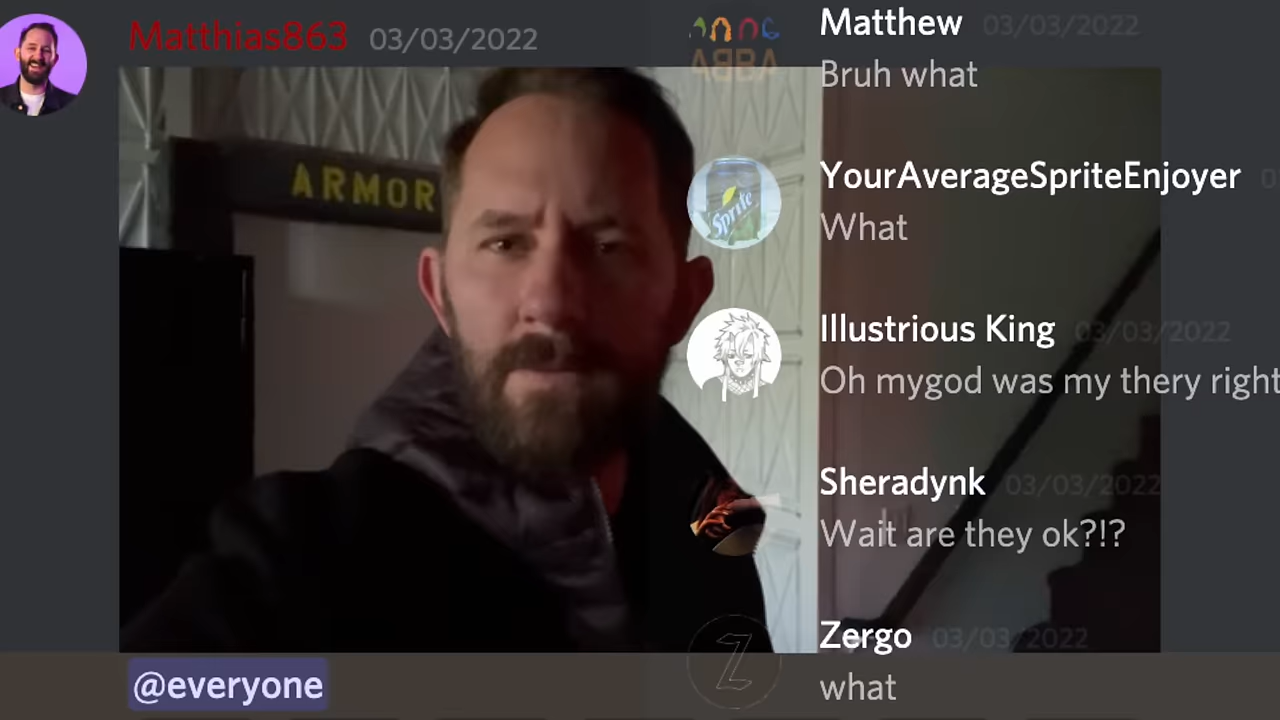 Matthias863 03/03/2022
ARMOR
@everyone
ABBA
Matthew 03/03/2022
Bruh what
Sprite
YourAverageSpriteEnjoyer
What
Illustrious King 03/03/2022
Oh mygod was my thery right
Sheradynk 03/03/2022
Wait are they ok?!?
Z
Zergo 03/03/2022
what